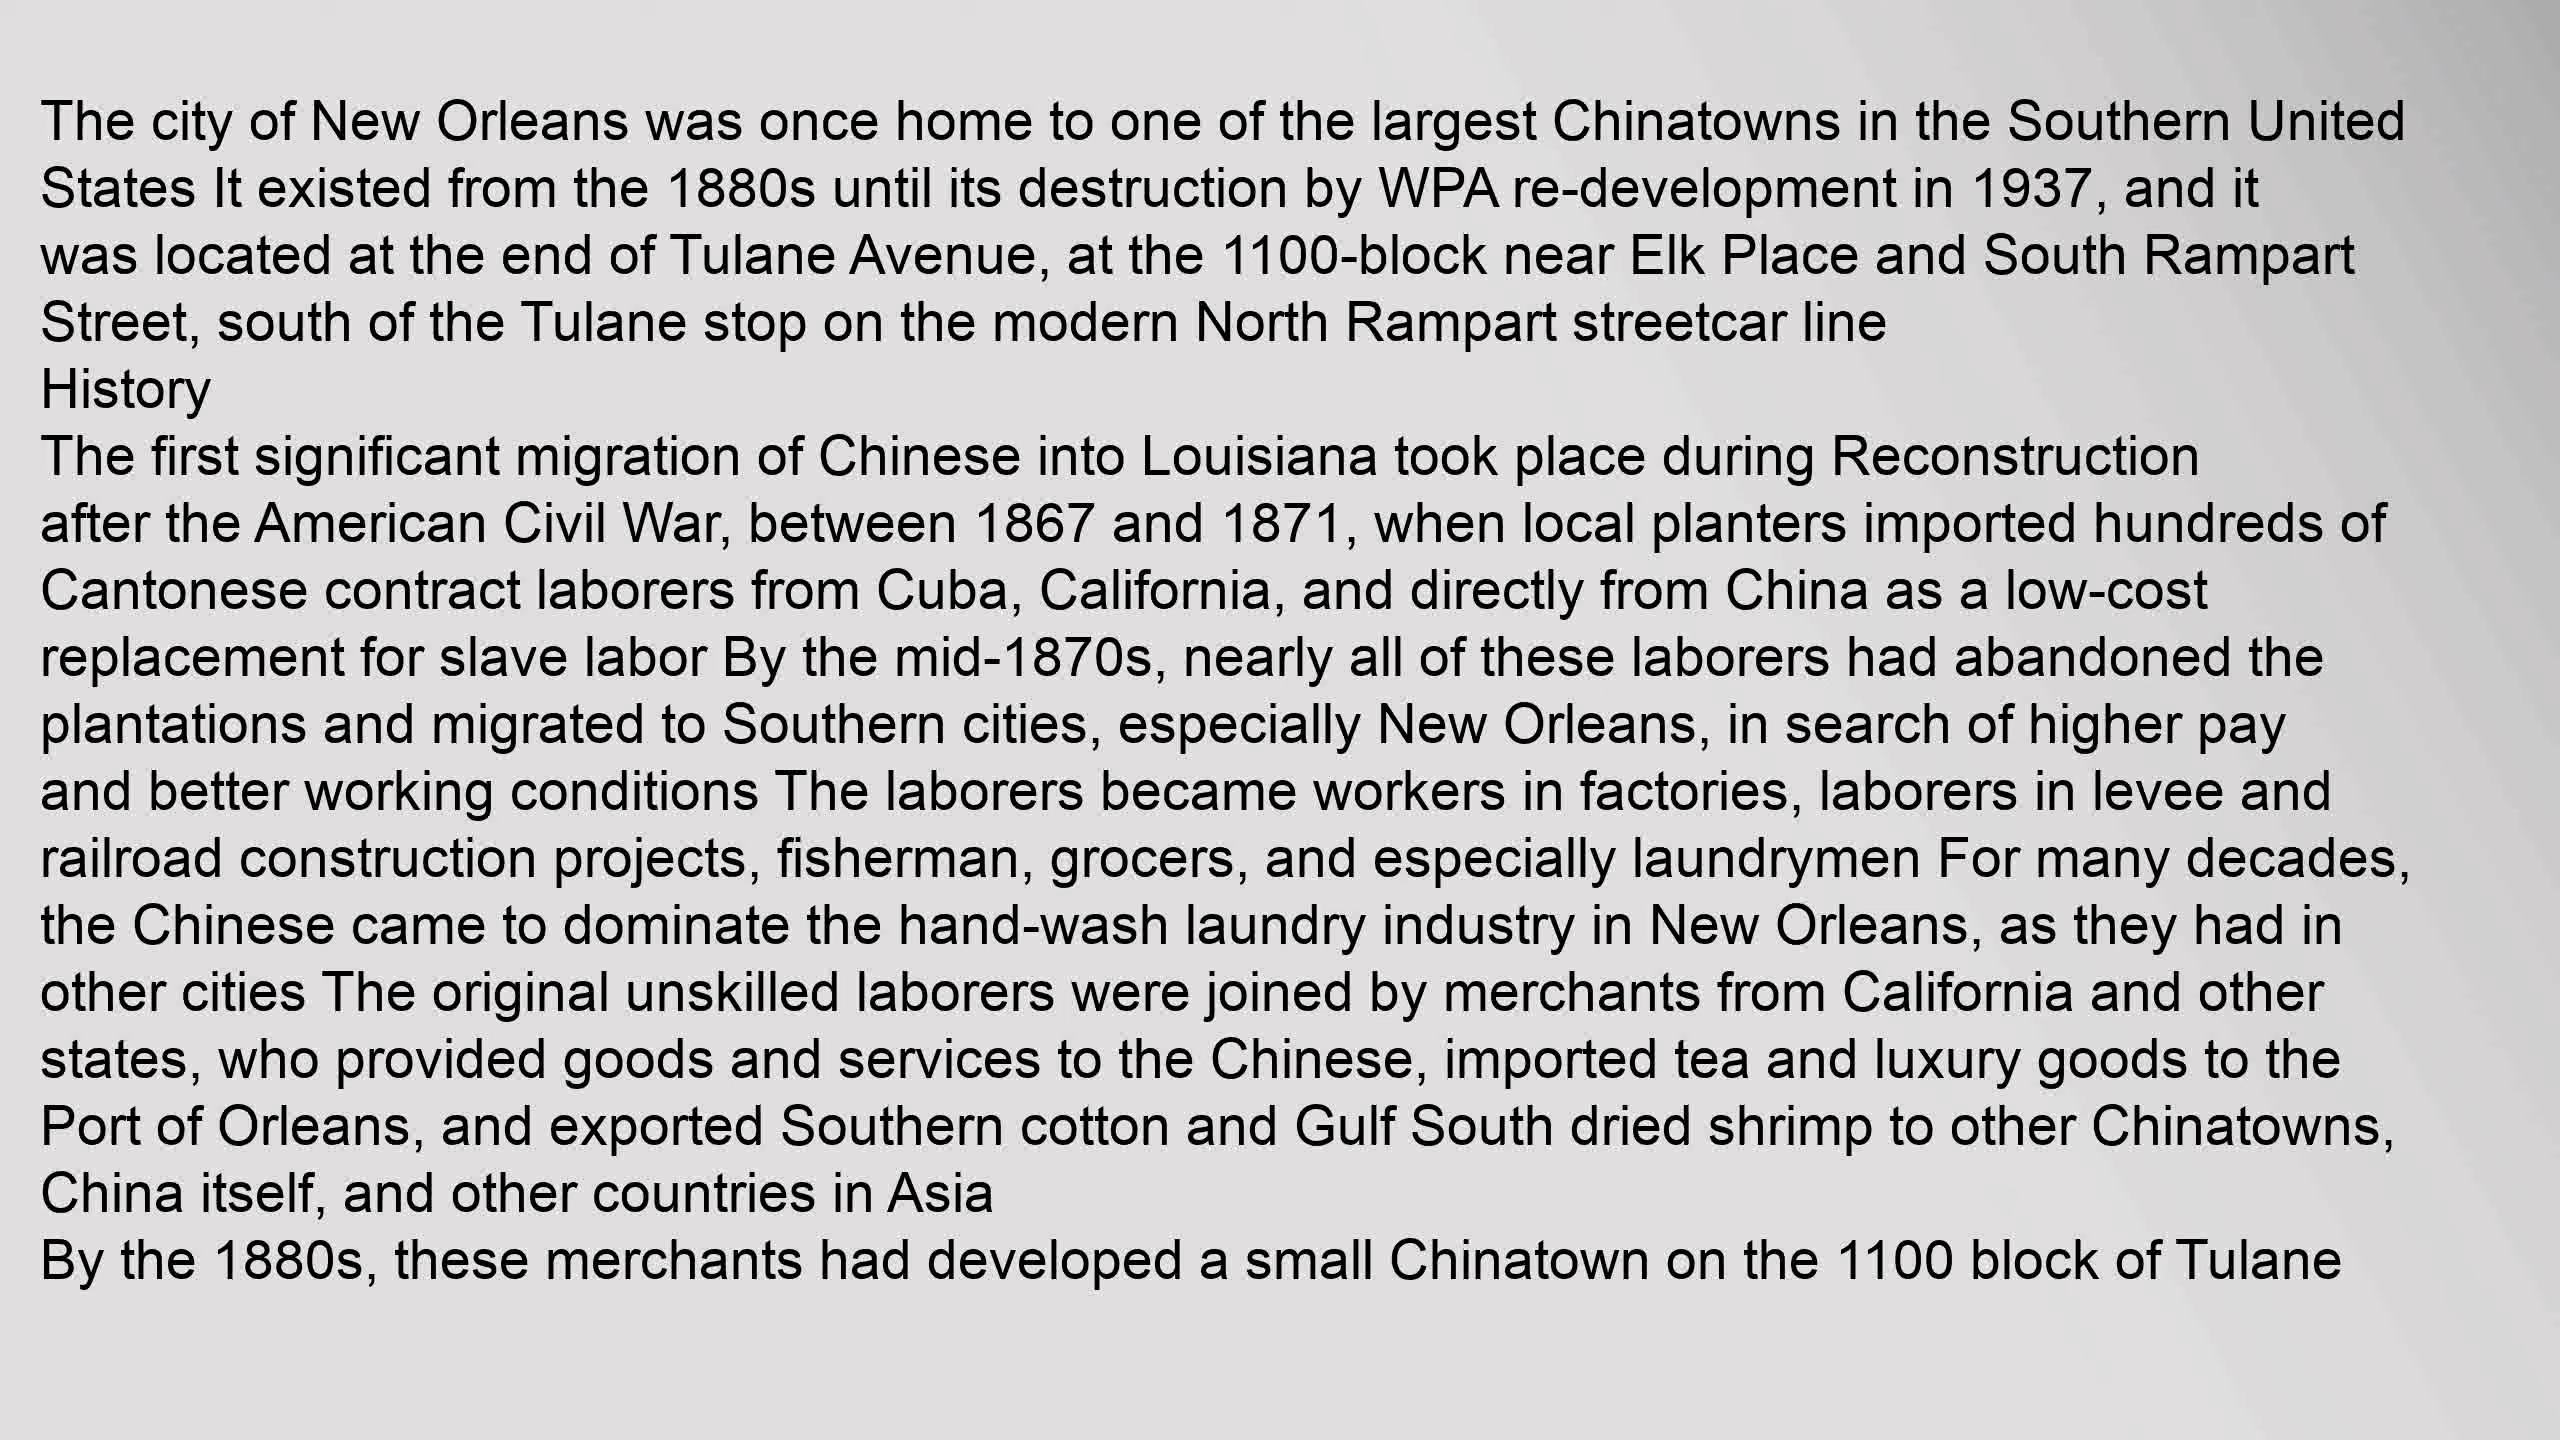 The city of New Orleans was once home to one of the largest Chinatowns in the Southern United
States It existed from the 1880s until its destruction by WPA re-development in 1937, and it
was located at the end of Tulane Avenue, at the 1100-block near Elk Place and South Rampart
Street, south of the Tulane stop on the modern North Rampart streetcar line
History
The first significant migration of Chinese into Louisiana took place during Reconstruction
after the American Civil War, between 1867 and 1871, when local planters imported hundreds of
Cantonese contract laborers from Cuba, California, and directly from China as a low-cost
replacement for slave labor By the mid-1870s, nearly all of these laborers had abandoned the
plantations and migrated to Southern cities, especially New Orleans, in search of higher pay
and better working conditions The laborers became workers in factories, laborers in levee and
railroad construction projects, fisherman, grocers, and especially laundrymen For many decades,
the Chinese came to dominate the hand-wash laundry industry in New Orleans, as they had in
other cities The original unskilled laborers were joined by merchants from California and other
states, who provided goods and services to the Chinese, imported tea and luxury goods to the
Port of Orleans, and exported Southern cotton and Gulf South dried shrimp to other Chinatowns,
China itself, and other countries in Asia
By the 1880s, these merchants had developed a small Chinatown on the 1100 block of Tulane